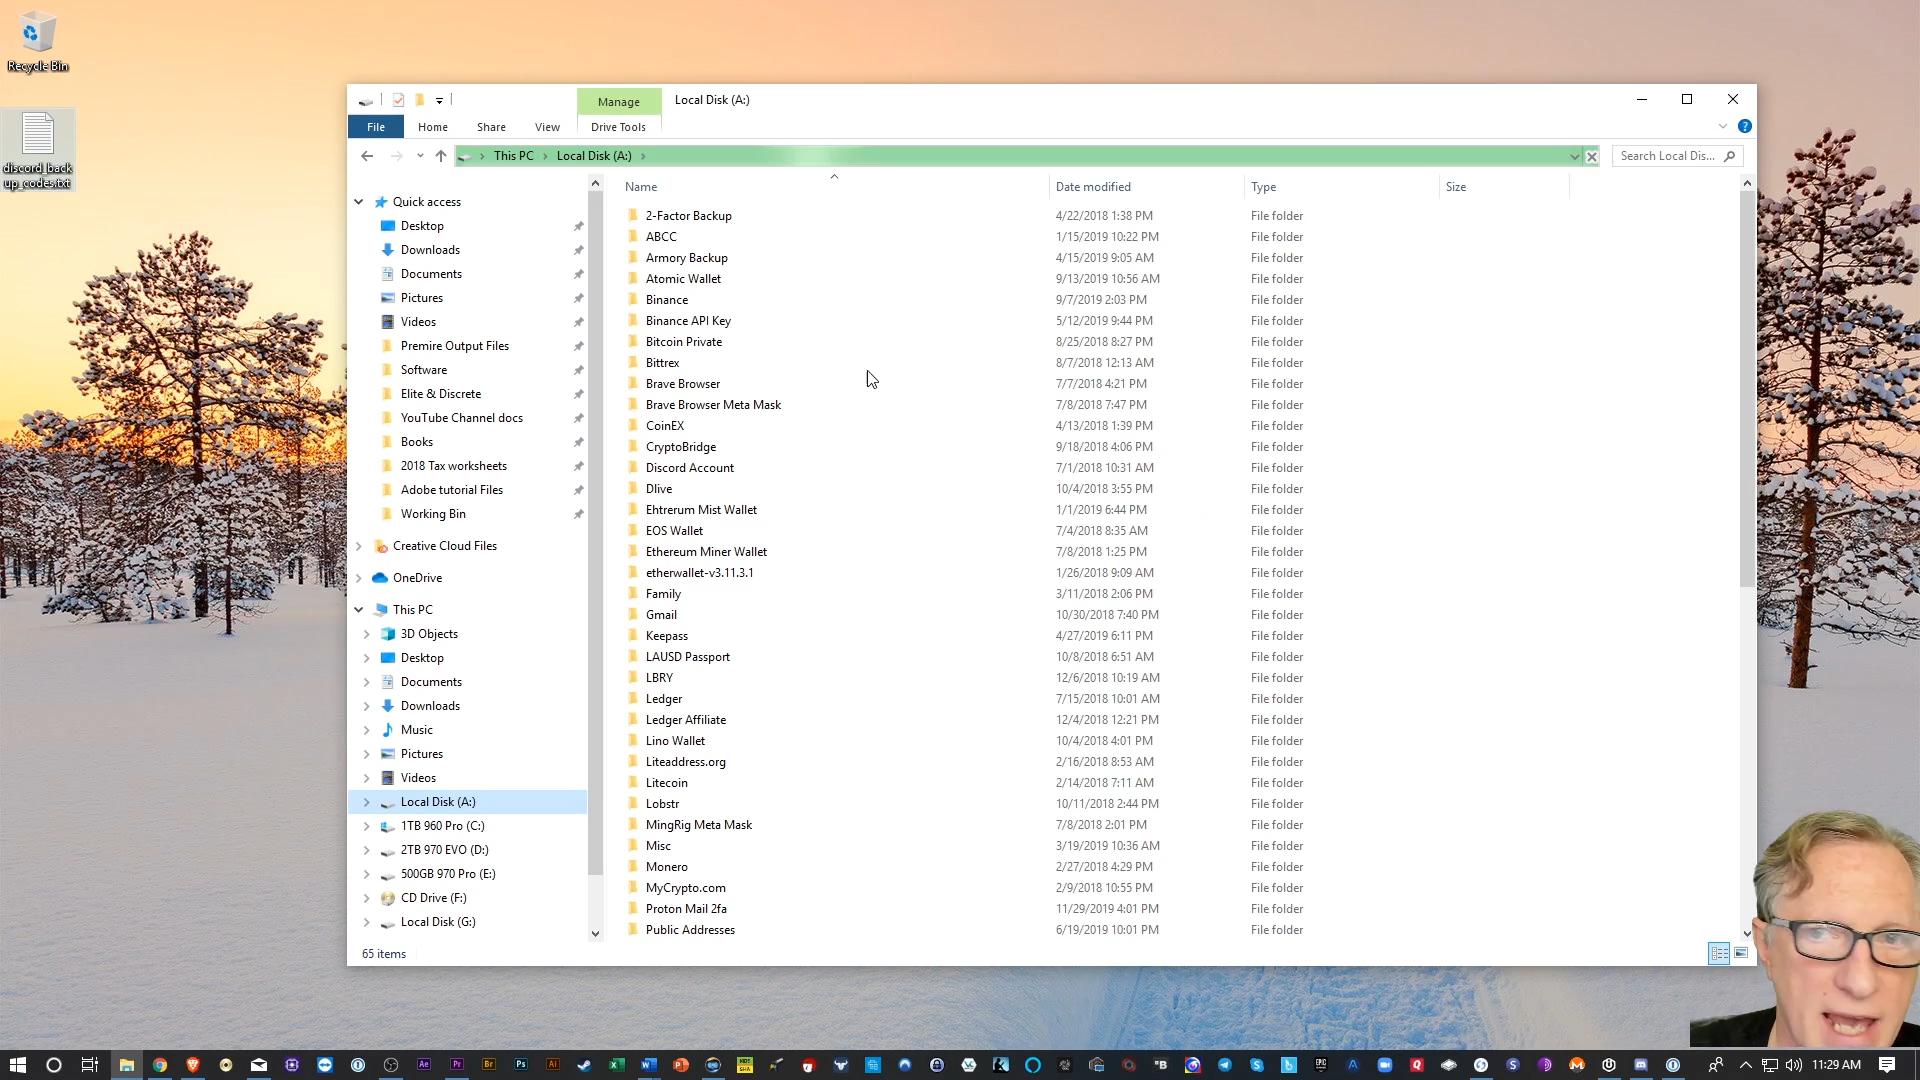 Recycle Bin
discord_back
up_codes.txt
Manage
Local Disk (A:)
File
Home
Share
View
Drive Tools
This PC
Local Disk (A:)
Search Local Dis...
Name
Date modified
Type
Size
Quick access
Desktop
Downloads
Documents
Pictures
Videos
Premire Output Files
Software
Elite & Discrete
YouTube Channel docs
Books
2018 Tax worksheets
Adobe tutorial Files
Working Bin
Creative Cloud Files
OneDrive
This PC
3D Objects
Desktop
Documents
Downloads
Music
Pictures
Videos
Local Disk (A:)
1TB 960 Pro (C:)
2TB 970 EVO (D:)
500GB 970 Pro (E:)
CD Drive (F:)
Local Disk (G:)
2-Factor Backup 4/22/2018 1:38 PM File folder
ABCC 1/15/2019 10:22 PM File folder
Armory Backup 4/15/2019 9:05 AM File folder
Atomic Wallet 9/13/2019 10:56 AM File folder
Binance 9/7/2019 2:03 PM File folder
Binance API Key 5/12/2019 9:44 PM File folder
Bitcoin Private 8/25/2018 8:27 PM File folder
Bittrex 8/7/2018 12:13 AM File folder
Brave Browser 7/7/2018 4:21 PM File folder
Brave Browser Meta Mask 7/8/2018 7:47 PM File folder
CoinEX 4/13/2018 1:39 PM File folder
CryptoBridge 9/18/2018 4:06 PM File folder
Discord Account 7/1/2018 10:31 AM File folder
Dlive 10/4/2018 3:55 PM File folder
Ehtrerum Mist Wallet 1/1/2019 6:44 PM File folder
EOS Wallet 7/4/2018 8:35 AM File folder
Ethereum Miner Wallet 7/8/2018 1:25 PM File folder
etherwallet-v3.11.3.1 1/26/2018 9:09 AM File folder
Family 3/11/2018 2:06 PM File folder
Gmail 10/30/2018 7:40 PM File folder
Keepass 4/27/2019 6:11 PM File folder
LAUSD Passport 10/8/2018 6:51 AM File folder
LBRY 12/6/2018 10:19 AM File folder
Ledger 7/15/2018 10:01 AM File folder
Ledger Affiliate 12/4/2018 12:21 PM File folder
Lino Wallet 10/4/2018 4:01 PM File folder
Liteaddress.org 2/16/2018 8:53 AM File folder
Litecoin 2/14/2018 7:11 AM File folder
Lobstr 10/11/2018 2:44 PM File folder
MingRig Meta Mask 7/8/2018 2:01 PM File folder
Misc 3/19/2019 10:36 AM File folder
Monero 2/27/2018 4:29 PM File folder
MyCrypto.com 2/9/2018 10:55 PM File folder
Proton Mail 2fa 11/29/2019 4:01 PM File folder
Public Addresses 6/19/2019 10:01 PM File folder
65 items
Ae
Pr
Br
Ps
Ai
11:29 AM